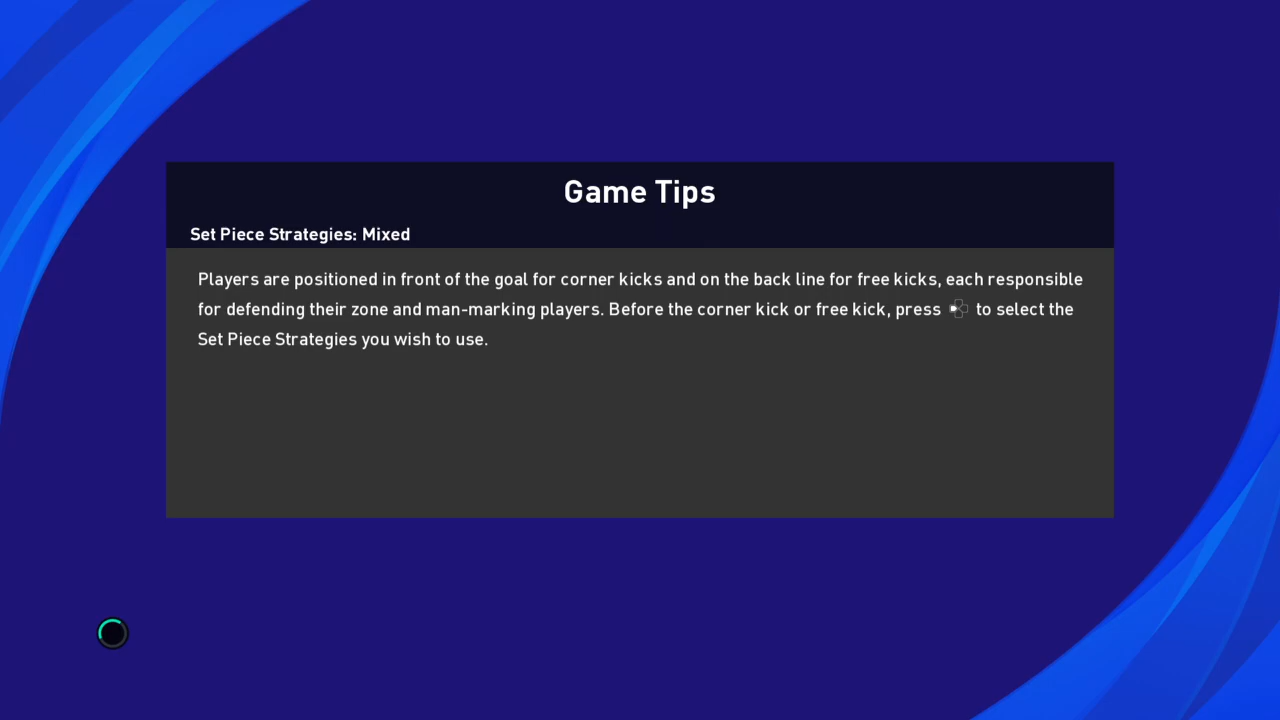 Game Tips
Set Piece Strategies: Mixed
Players are positioned in front of the goal for corner kicks and on the back line for free kicks, each responsible
for defending their zone and man-marking players. Before the corner kick or free kick, press to select the
Set Piece Strategies you wish to use.